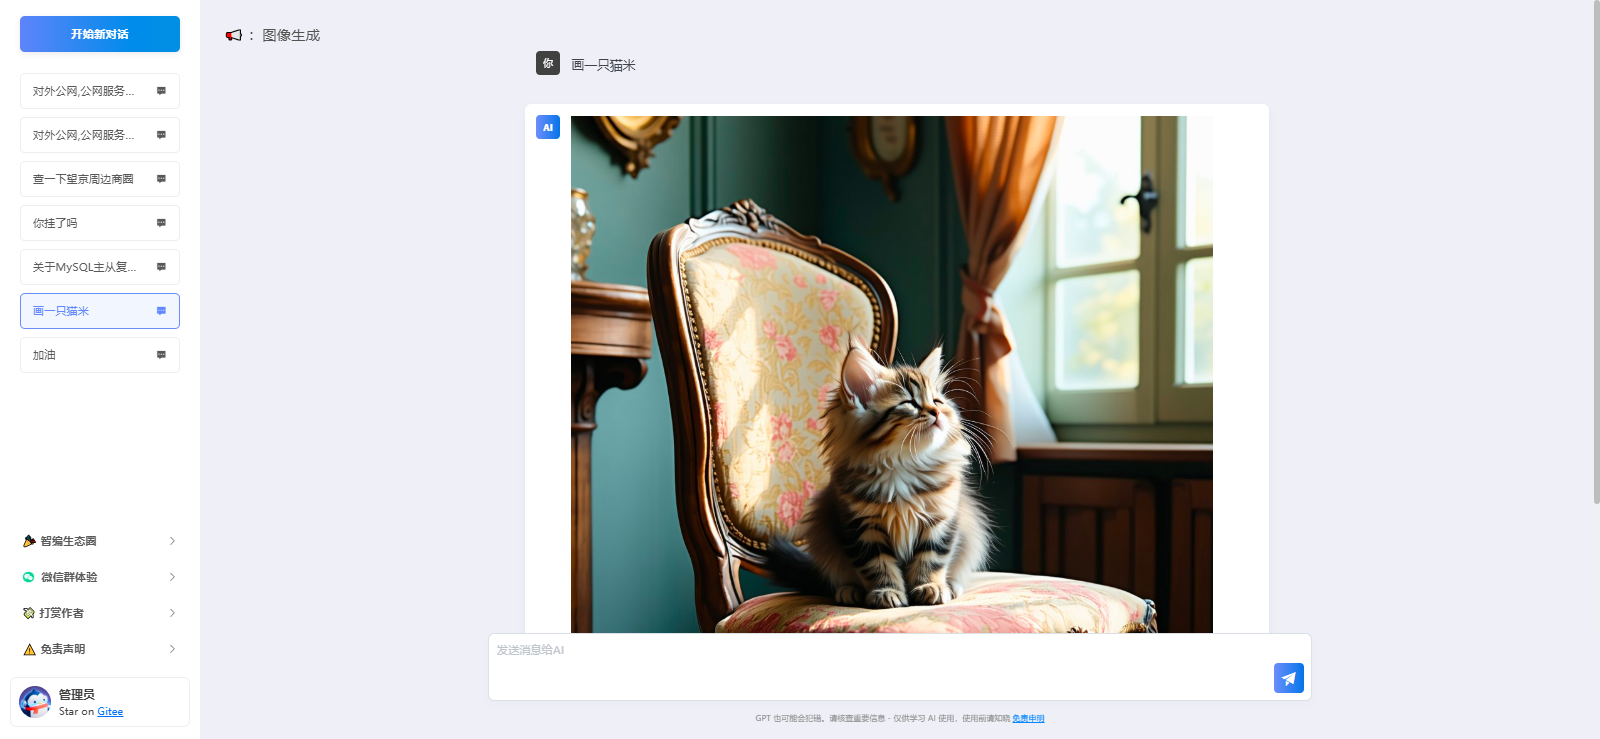 开始新对话
对外公网,公网服务...
对外公网,公网服务...
查一下望京周边商圈
你挂了吗
关于MySQL主从复...
画一只猫米
加油
智编生态圈
微信群体验
打赏作者
免责声明
管理员
Star on Gitee
： 图像生成
你 画一只猫米
AI
发送消息给AI
GPT 也可能会犯错。请核查重要信息 - 仅供学习 AI 使用，使用前请知晓 免责申明